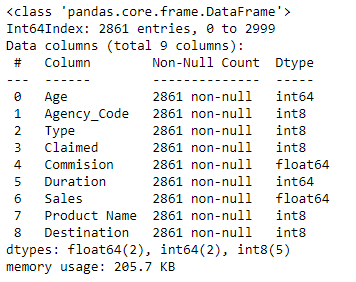 <class 'pandas.core.frame.DataFrame'>
Int64Index: 2861 entries, 0 to 2999
Data columns (total 9 columns):
 #   Column        Non-Null Count  Dtype
---  ------        --------------  -----
 0   Age           2861 non-null   int64
 1   Agency_Code   2861 non-null   int8
 2   Type          2861 non-null   int8
 3   Claimed       2861 non-null   int8
 4   Commision     2861 non-null   float64
 5   Duration      2861 non-null   int64
 6   Sales         2861 non-null   float64
 7   Product Name  2861 non-null   int8
 8   Destination   2861 non-null   int8
dtypes: float64(2), int64(2), int8(5)
memory usage: 205.7 KB